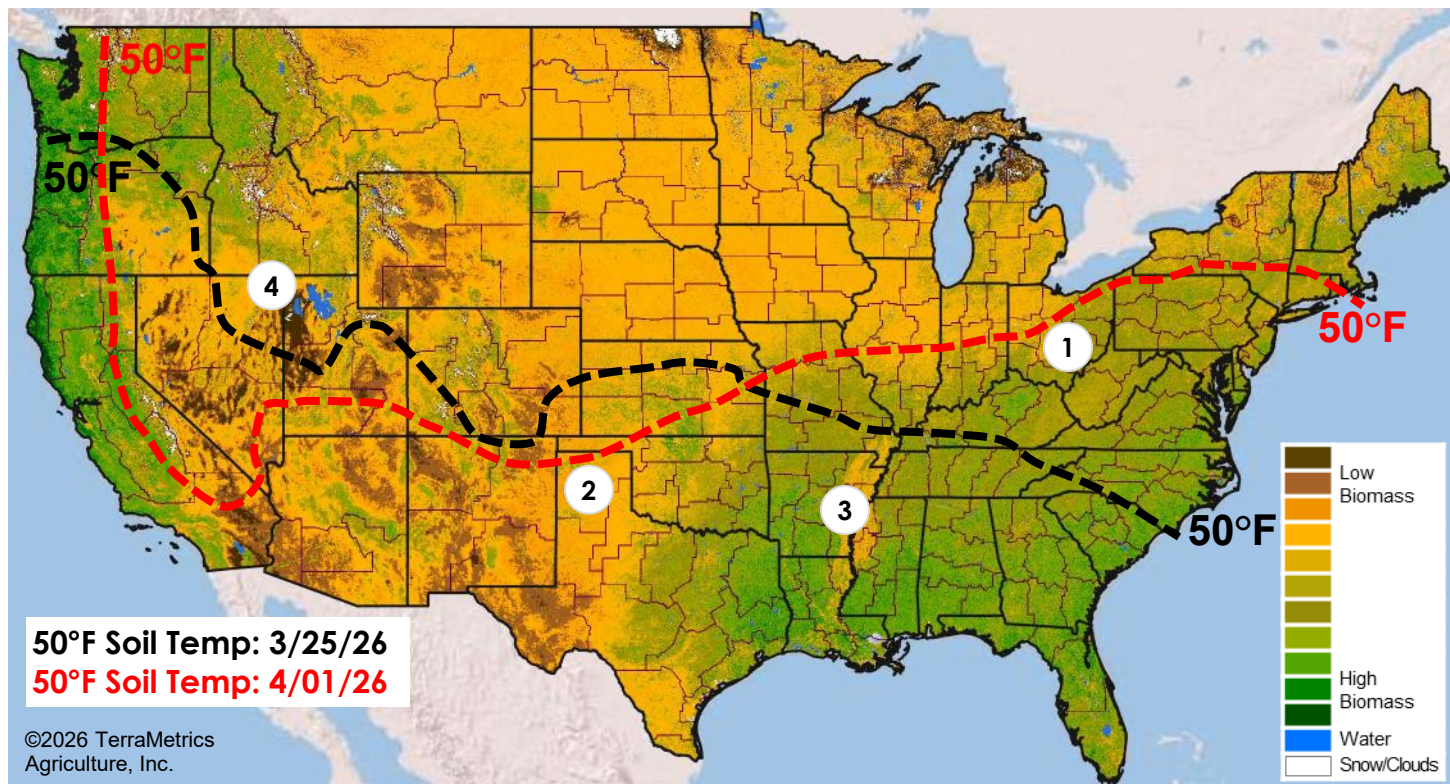 50°F
50°F
4
1
50°F
2
3
50°F
Low
Biomass
High
Biomass
Water
Snow/Clouds
50°F Soil Temp: 3/25/26
50°F Soil Temp: 4/01/26
©2026 TerraMetrics
Agriculture, Inc.